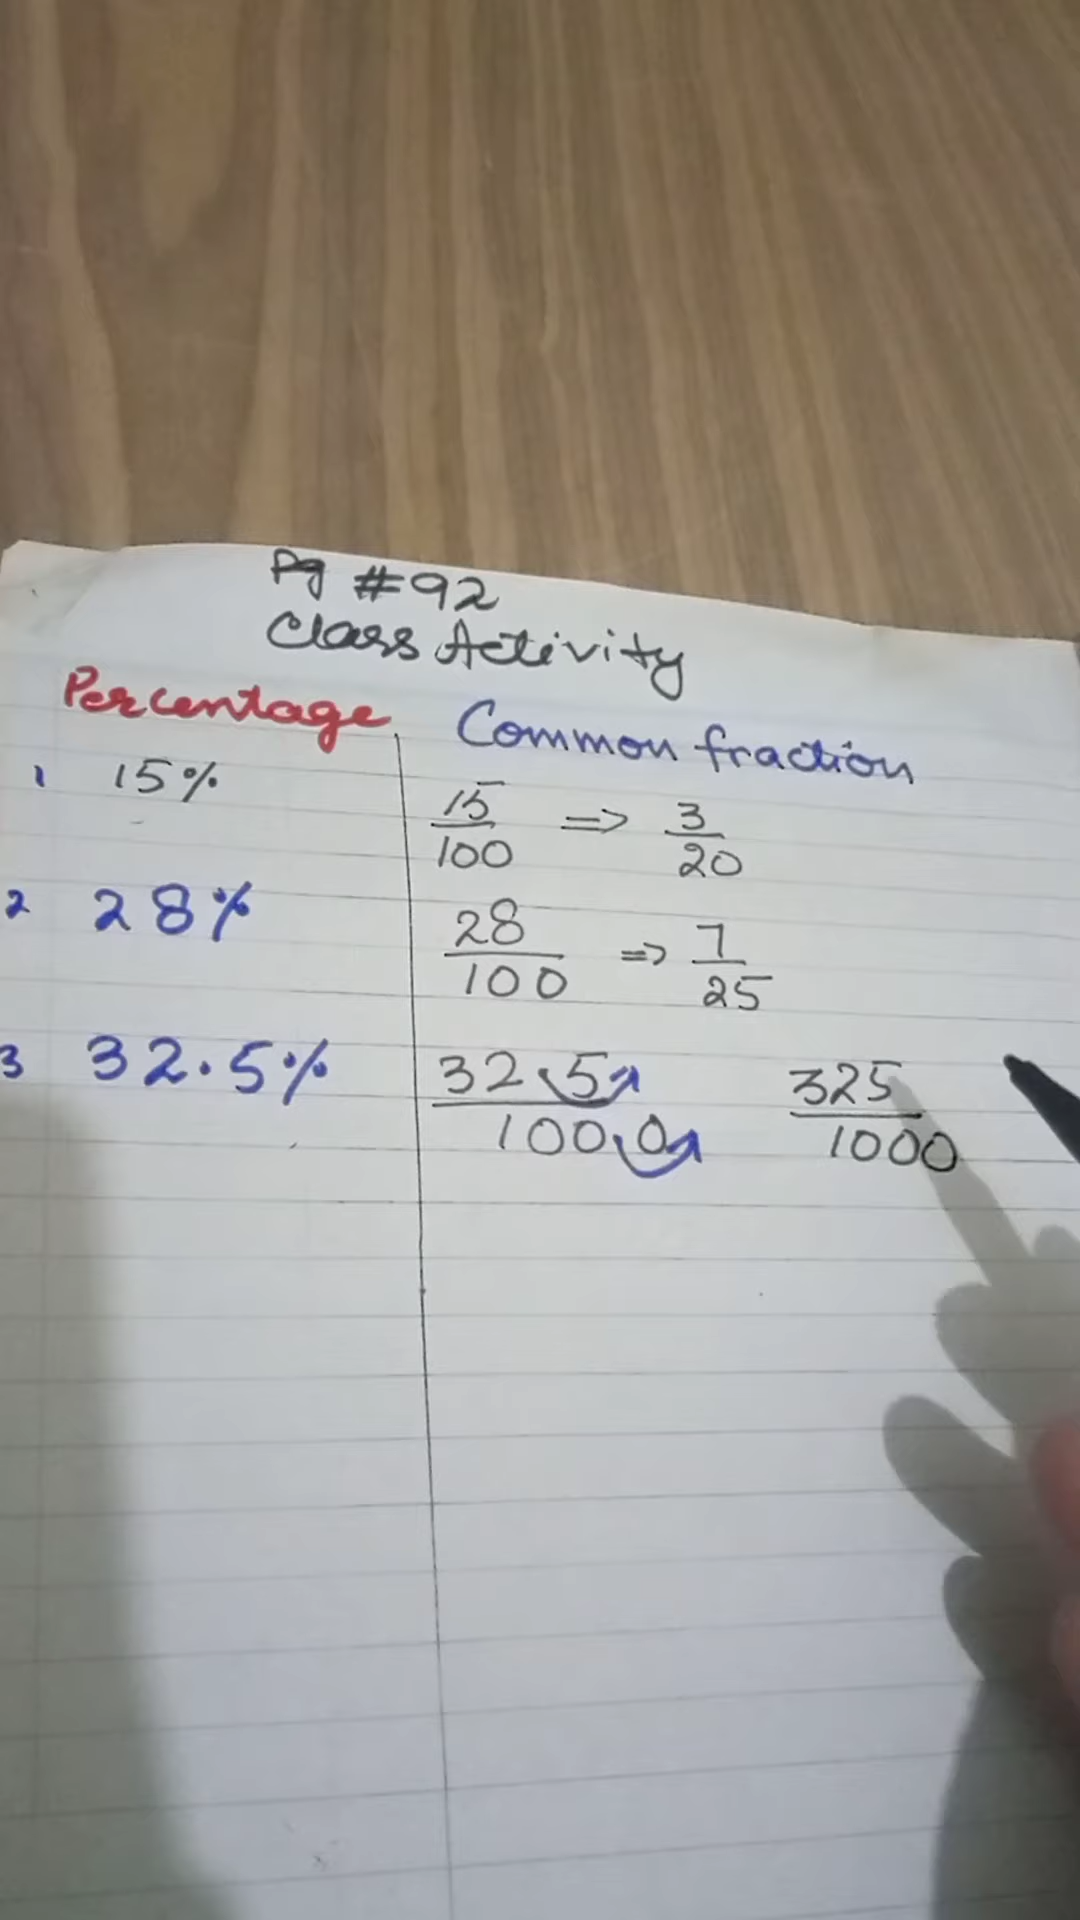 Pg #92
Class Activity
Percentage Common fraction
1 15% 15/100 => 3/20
2 28% 28/100 => 7/25
3 32.5% 32.5/100.0 325/1000